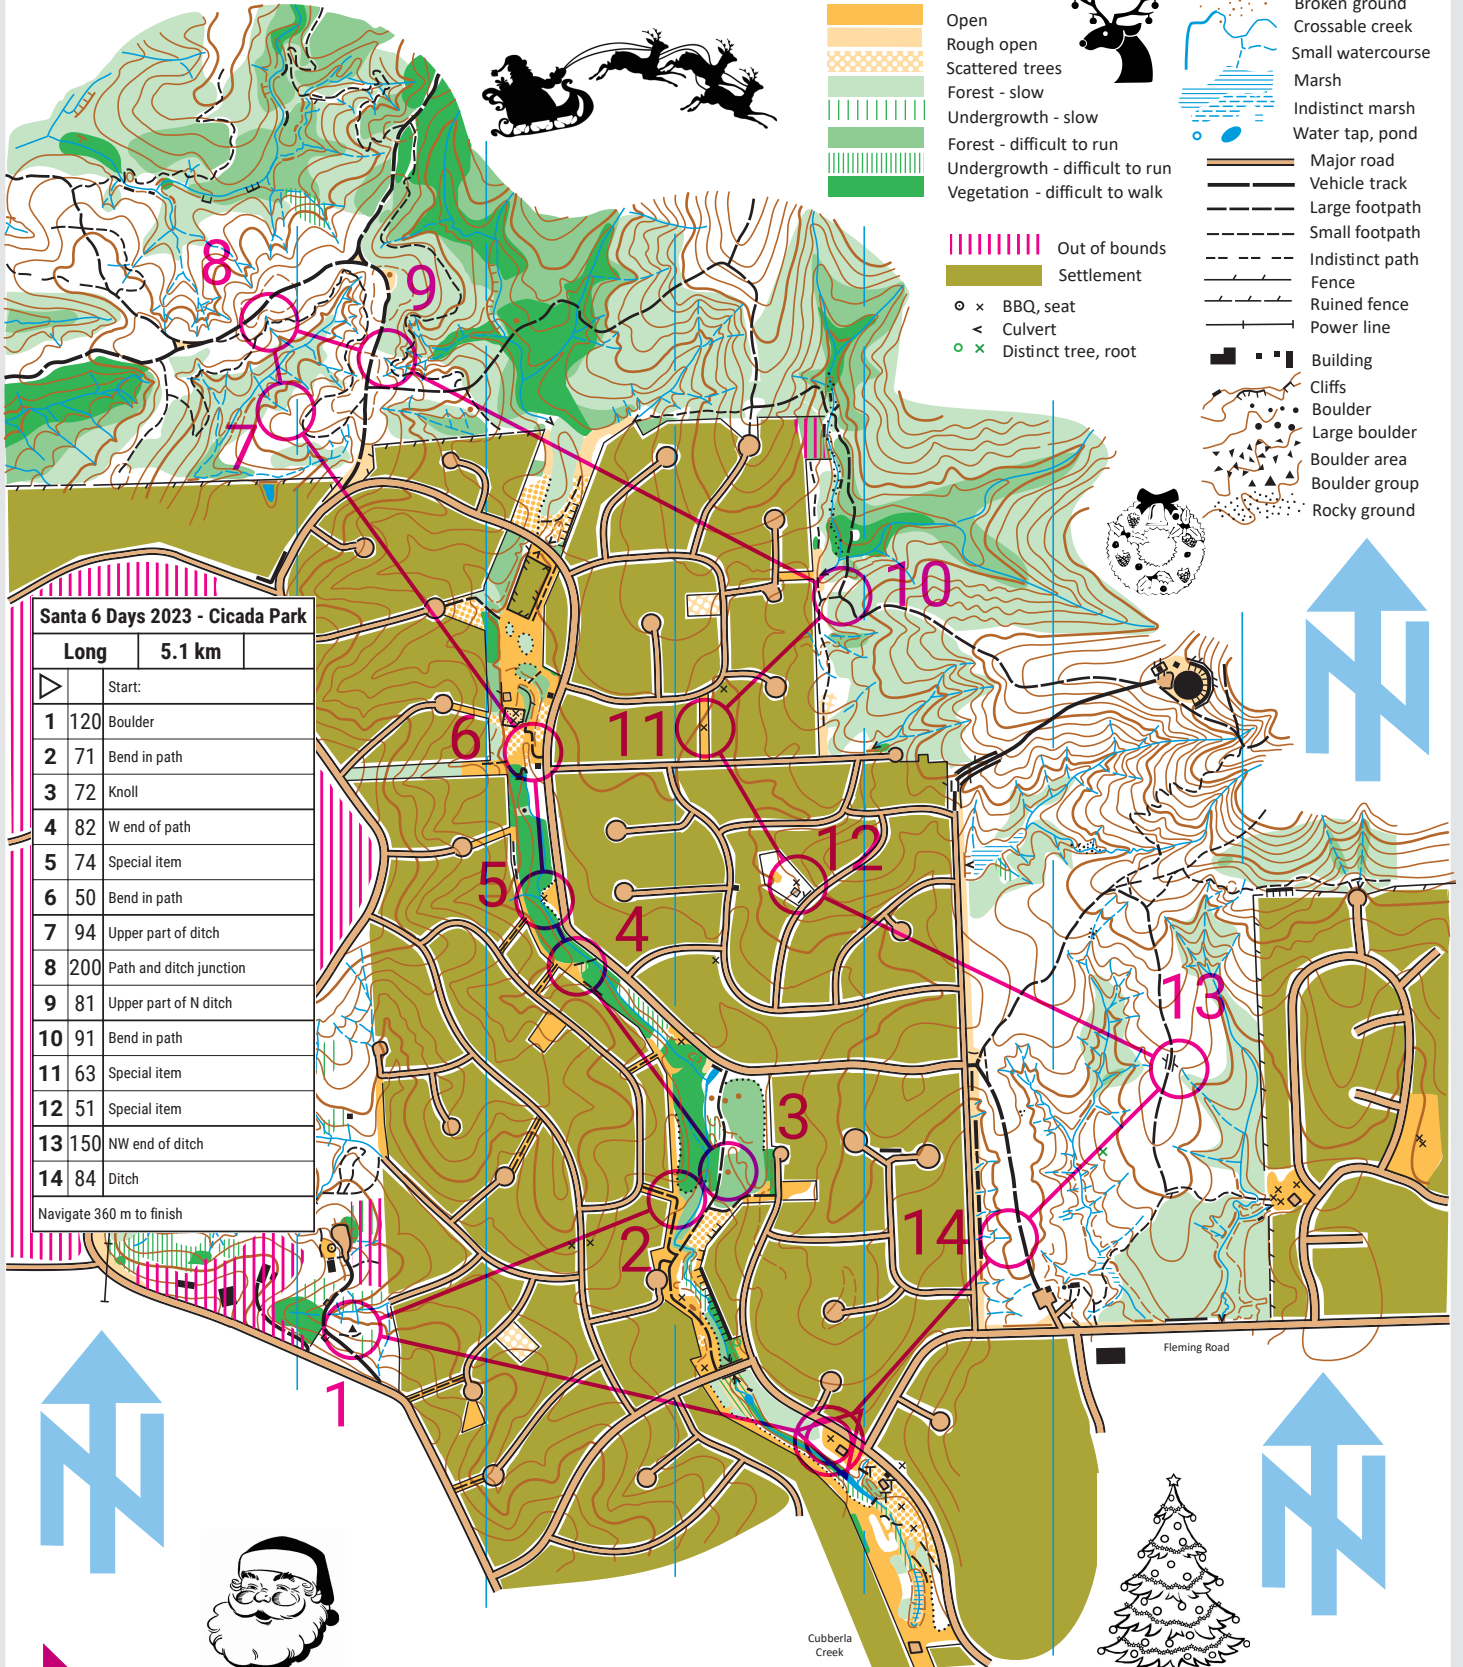 Open
Rough open
Scattered trees
Forest - slow
Undergrowth - slow
Forest - difficult to run
Undergrowth - difficult to run
Vegetation - difficult to walk
Out of bounds
Settlement
BBQ, seat
Culvert
Distinct tree, root
Broken ground
Crossable creek
Small watercourse
Marsh
Indistinct marsh
Water tap, pond
Major road
Vehicle track
Large footpath
Small footpath
Indistinct path
Fence
Ruined fence
Power line
Building
Cliffs
Boulder
Large boulder
Boulder area
Boulder group
Rocky ground
8
9
7
10
6
11
12
5
4
13
3
14
2
1
Santa 6 Days 2023 - Cicada Park
Long 5.1 km
Start:
1 120 Boulder
2 71 Bend in path
3 72 Knoll
4 82 W end of path
5 74 Special item
6 50 Bend in path
7 94 Upper part of ditch
8 200 Path and ditch junction
9 81 Upper part of N ditch
10 91 Bend in path
11 63 Special item
12 51 Special item
13 150 NW end of ditch
14 84 Ditch
Navigate 360 m to finish
Fleming Road
Cubberla
Creek
N
N
N